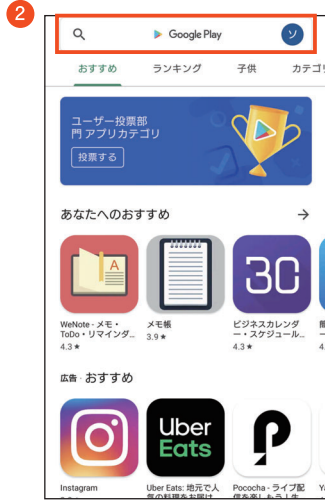 2
Google Play
ソ
おすすめ ランキング 子供 カテゴリ
ユーザー投票部
門 アプリカテゴリ
投票する
あなたへのおすすめ →
A
30
WeNote - メモ・ メモ帳 ビジネスカレンダ
ToDo・リマインダ... 3.9★ ー・スケジュール...
4.3★ 4.3★ 4.
広告・おすすめ
Uber
Eats
Instagram Uber Eats: 地元で人 Pococha - ライブ配